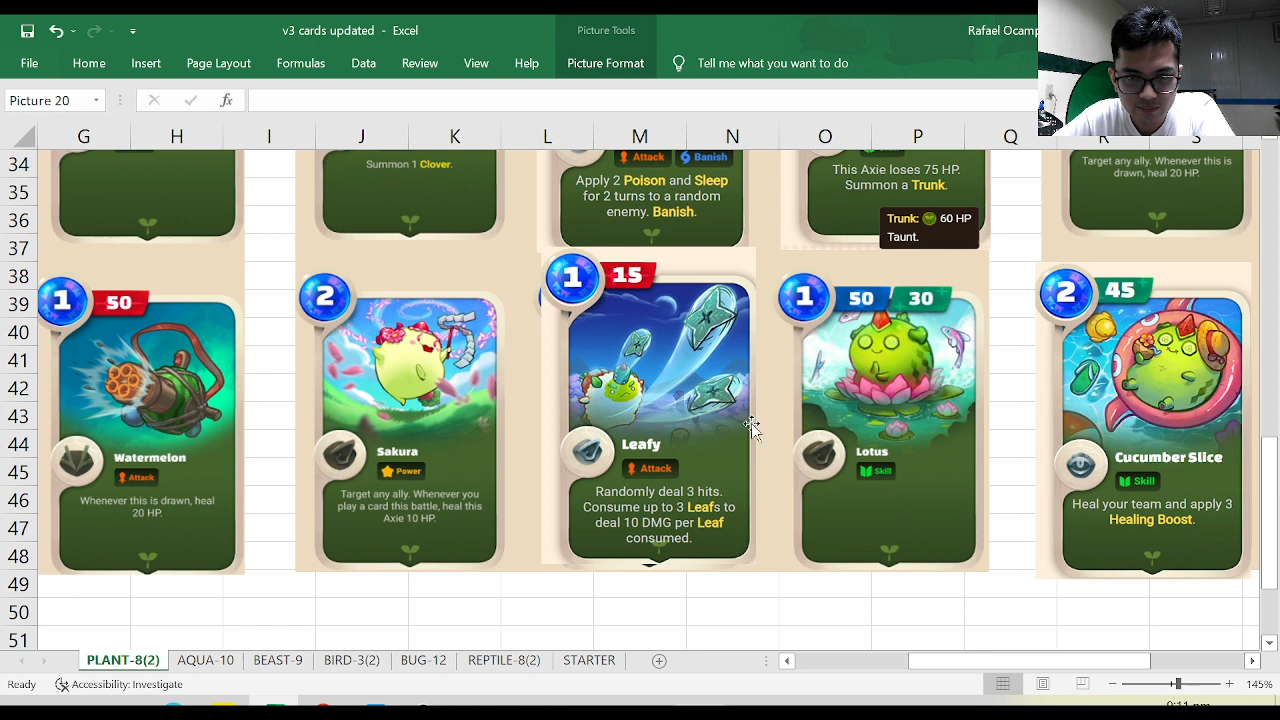 v3 cards updated - Excel
Picture Tools
Rafael Ocamp
File
Home
Insert
Page Layout
Formulas
Data
Review
View
Help
Picture Format
Tell me what you want to do
Picture 20
fx
G H I J K L M N O P Q R S
34
35
36
37
38
39
40
41
42
43
44
45
46
47
48
49
50
51
Summon 1 Clover.
Attack
Banish
Apply 2 Poison and Sleep
for 2 turns to a random
enemy. Banish.
This Axie loses 75 HP.
Summon a Trunk.
Trunk: 60 HP
Taunt.
Target any ally. Whenever this is
drawn, heal 20 HP.
1
50
Watermelon
Attack
Whenever this is drawn, heal
20 HP.
2
Sakura
Power
Target any ally. Whenever you
play a card this battle, heal this
Axie 10 HP.
1
15
Leafy
Attack
Randomly deal 3 hits.
Consume up to 3 Leafs to
deal 10 DMG per Leaf
consumed.
1
50
30
Lotus
Skill
2
45
Cucumber Slice
Skill
Heal your team and apply 3
Healing Boost.
PLANT-8(2)
AQUA-10
BEAST-9
BIRD-3(2)
BUG-12
REPTILE-8(2)
STARTER
Ready
Accessibility: Investigate
145%
9:11 PM